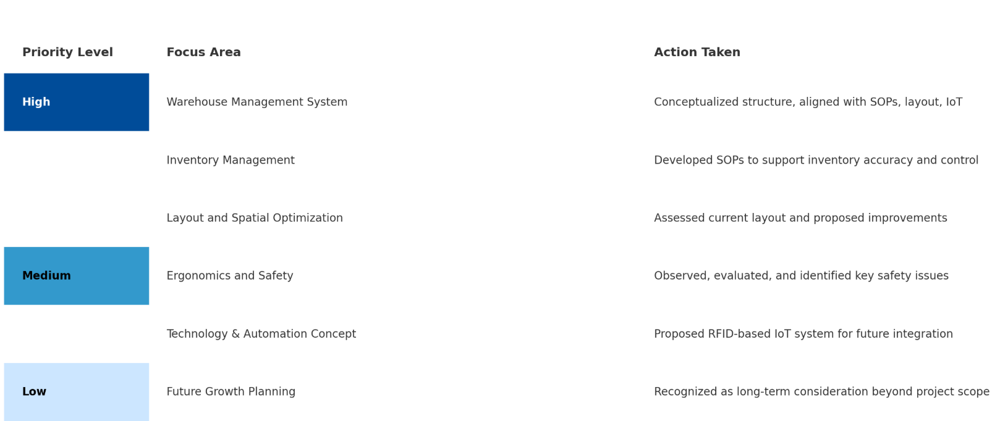 Priority Level Focus Area Action Taken
High Warehouse Management System Conceptualized structure, aligned with SOPs, layout, IoT
Inventory Management Developed SOPs to support inventory accuracy and control
Layout and Spatial Optimization Assessed current layout and proposed improvements
Medium Ergonomics and Safety Observed, evaluated, and identified key safety issues
Technology & Automation Concept Proposed RFID-based IoT system for future integration
Low Future Growth Planning Recognized as long-term consideration beyond project scope